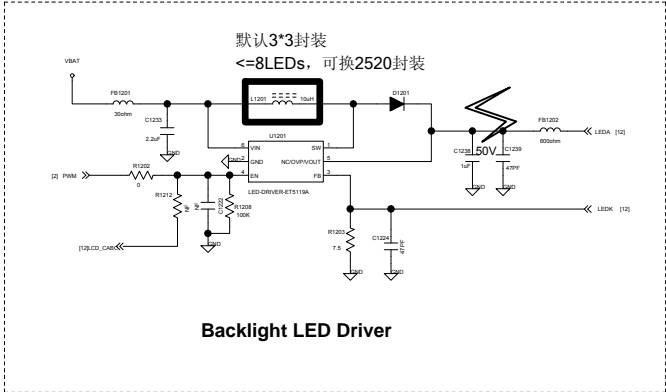 默认3*3封装
<=8LEDs，可换2520封装
VBAT
FB1201
30ohm
C1233
2.2uF
GND
L1201
10uH
D1201
U1201
6
VIN
SW
1
GND
2
GND
NC/OVP/VOUT
5
4
EN
FB
3
LED-DRIVER-ET5119A
FB1202
600ohm
LEDA [12]
C1238
1uF
50V
C1239
47PF
GND
GND
[2] PWM
R1202
0
R1212
NF
NF
C1222
R1208
100K
GND
[12]LCD_CABC
LEDK [12]
R1203
7.5
C1224
47PF
GND
GND
Backlight LED Driver